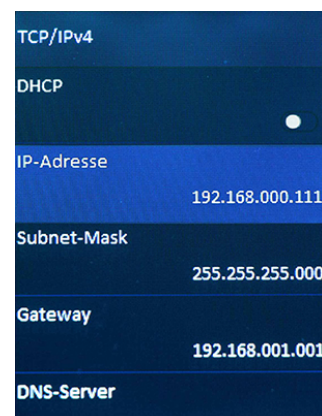 TCP/IPv4
DHCP
IP-Adresse
192.168.000.111
Subnet-Mask
255.255.255.000
Gateway
192.168.001.001
DNS-Server